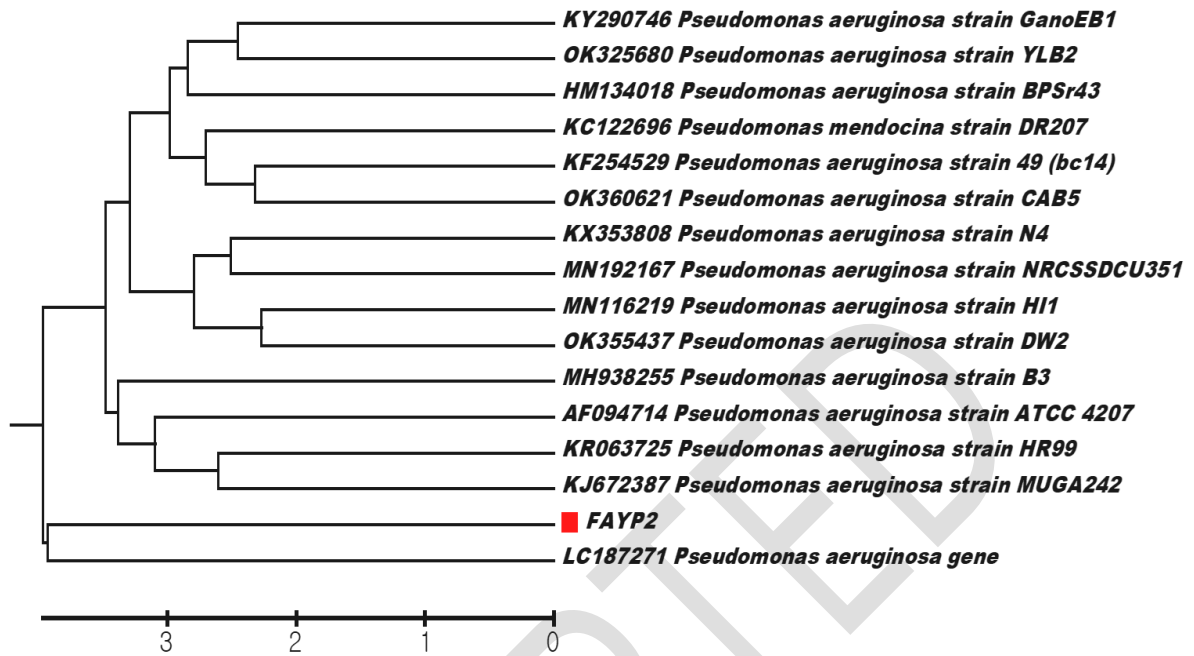 KY290746 Pseudomonas aeruginosa strain GanoEB1
OK325680 Pseudomonas aeruginosa strain YLB2
HM134018 Pseudomonas aeruginosa strain BPSr43
KC122696 Pseudomonas mendocina strain DR207
KF254529 Pseudomonas aeruginosa strain 49 (bc14)
OK360621 Pseudomonas aeruginosa strain CAB5
KX353808 Pseudomonas aeruginosa strain N4
MN192167 Pseudomonas aeruginosa strain NRCSSDCU351
MN116219 Pseudomonas aeruginosa strain HI1
OK355437 Pseudomonas aeruginosa strain DW2
MH938255 Pseudomonas aeruginosa strain B3
AF094714 Pseudomonas aeruginosa strain ATCC 4207
KR063725 Pseudomonas aeruginosa strain HR99
KJ672387 Pseudomonas aeruginosa strain MUGA242
FAYP2
LC187271 Pseudomonas aeruginosa gene
3 2 1 0
PTED